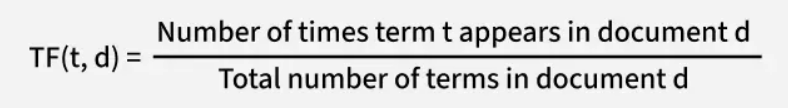 Number of times term t appears in document d
TF(t, d) =
Total number of terms in document d